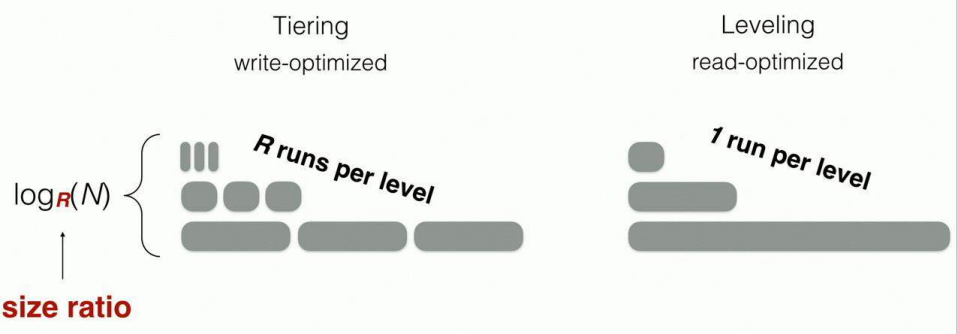 Tiering
write-optimized
Leveling
read-optimized
R runs per level
1 run per level
logR(N)
size ratio